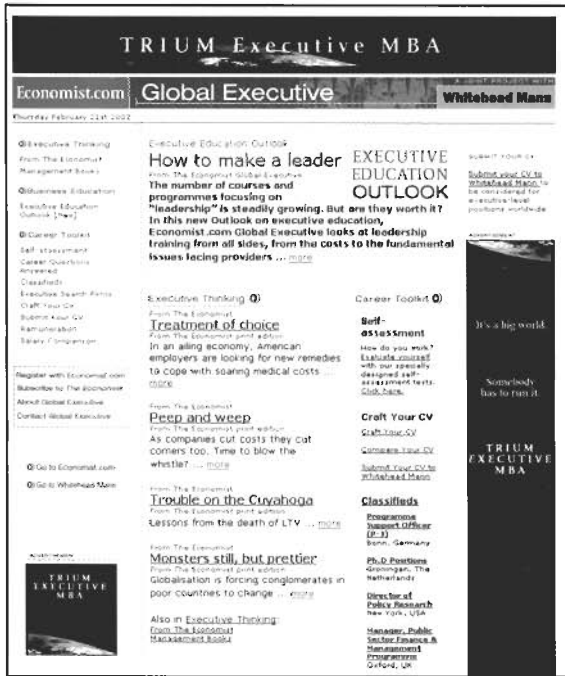 TRIUM Executive MBA
A JOINT PROJECT WITH
Economist.com Global Executive Whitehead Mann
Thursday February 21st 2002
Executive Thinking
From The Economist
Management Books
Business Education
Executive Education
Outlook [New]
Career Toolkit
Self-assessment
Career Questions
Answered
Classifieds
Executive Search Firms
Craft Your CV
Submit Your CV
Remuneration
Salary Comparison
Register with Economist.com
Subscribe to The Economist
About Global Executive
Contact Global Executive
Go to Economist.com
Go to Whitehead Mann
ADVERTISEMENT
TRIUM
EXECUTIVE
MBA
Executive Education Outlook
How to make a leader
From The Economist Global Executive
EXECUTIVE
EDUCATION
OUTLOOK
The number of courses and
programmes focusing on
"leadership" is steadily growing. But are they worth it?
In this new Outlook on executive education,
Economist.com Global Executive looks at leadership
training from all sides, from the costs to the fundamental
issues facing providers ... more
Executive Thinking
From The Economist
Treatment of choice
From The Economist print edition
In an ailing economy, American
employers are looking for new remedies
to cope with soaring medical costs ...
more
From The Economist
Peep and weep
From The Economist print edition
As companies cut costs they cut
corners too. Time to blow the
whistle? ... more
From The Economist
Trouble on the Cuyahoga
From The Economist print edition
Lessons from the death of LTV ... more
From The Economist
Monsters still, but prettier
From The Economist print edition
Globalisation is forcing conglomerates in
poor countries to change ... more
Also in Executive Thinking:
From The Economist
Management Books
Career Toolkit
Self-
assessment
How do you work?
Evaluate yourself
with our specially
designed self-
assessment tests.
Click here.
Craft Your CV
Craft Your CV
Compare Your CV
Submit Your CV to
Whitehead Mann
Classifieds
Programme
Support Officer
(P-3)
Bonn, Germany
Ph.D Positions
Groningen, The
Netherlands
Director of
Policy Research
New York, USA
Manager, Public
Sector Finance &
Management
Programme
Oxford, UK
SUBMIT YOUR CV
Submit your CV to
Whitehead Mann to
be considered for
executive-level
positions worldwide
ADVERTISEMENT
It's a big world.
Somebody
has to run it.
TRIUM
EXECUTIVE
MBA